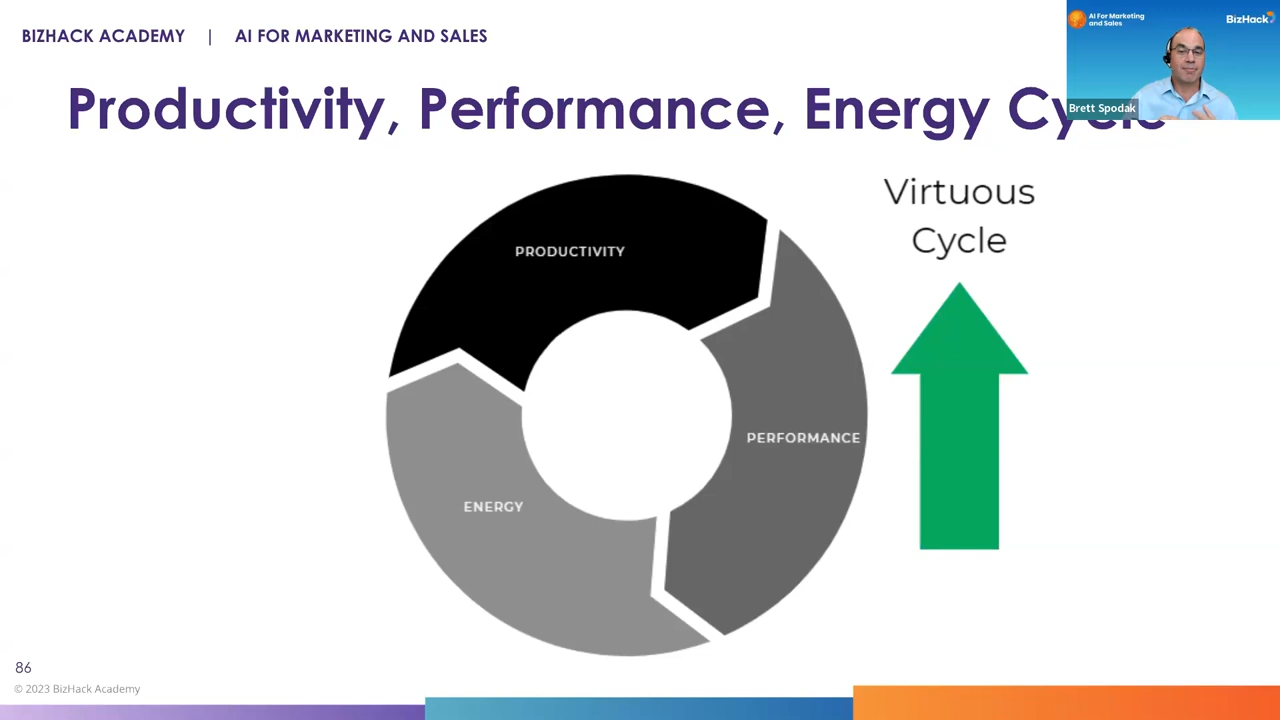 BIZHACK ACADEMY | AI FOR MARKETING AND SALES
AI For Marketing
and Sales
BizHack
Brett Spodak
Productivity, Performance, Energy Cycle
Virtuous
Cycle
PRODUCTIVITY
PERFORMANCE
ENERGY
86
© 2023 BizHack Academy